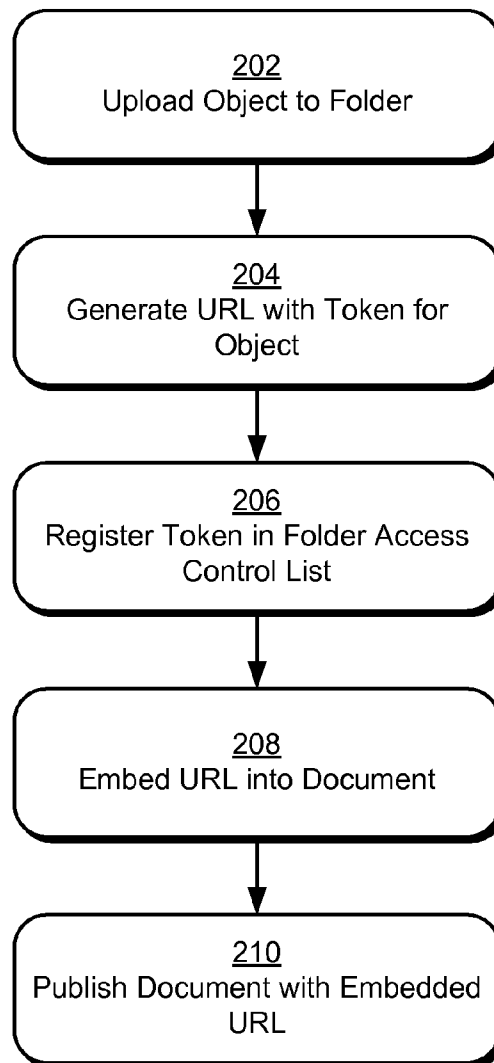 202
Upload Object to Folder
204
Generate URL with Token for
Object
206
Register Token in Folder Access
Control List
208
Embed URL into Document
210
Publish Document with Embedded
URL